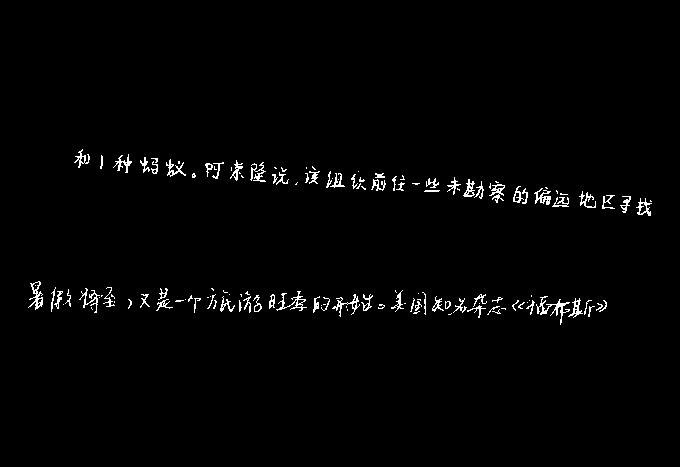 和1种蚂蚁。阿索隆说,该组织前往一些未勘察的偏远地区寻找
暑假将至,又是一个旅游旺季的开始。美国知名杂志《福布斯》